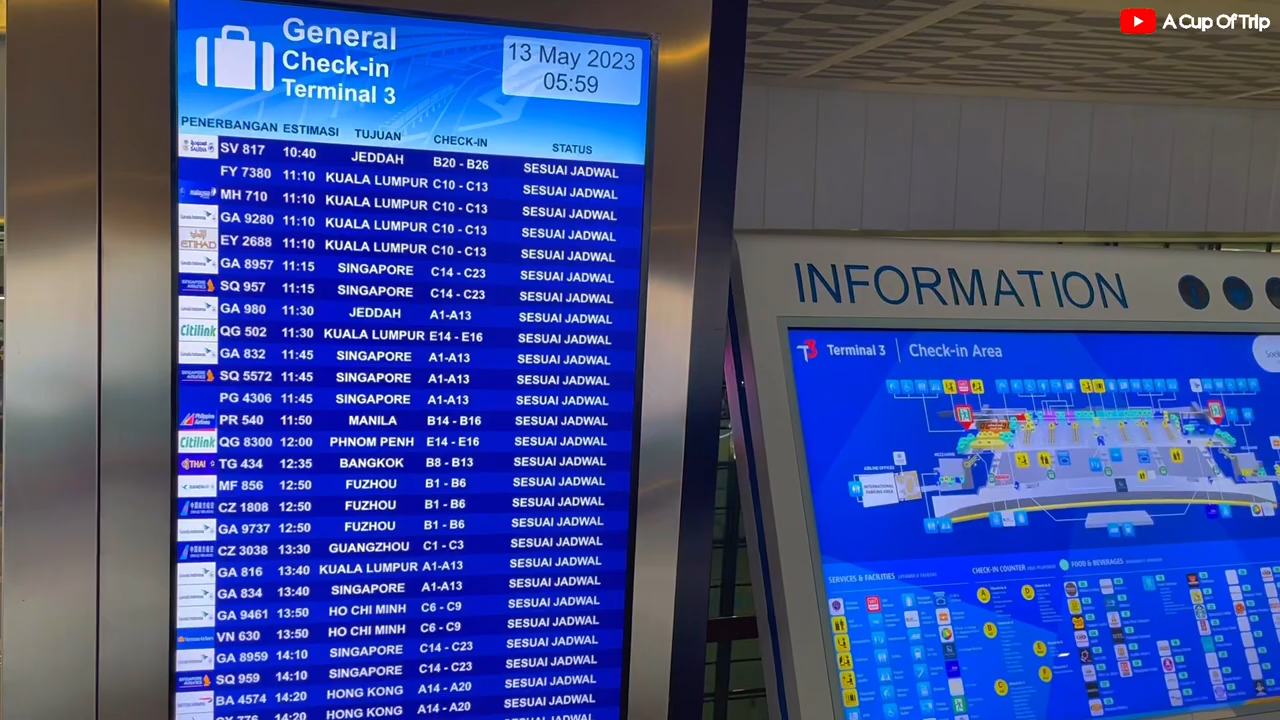 A Cup Of Trip
General
Check-in
Terminal 3
13 May 2023
05:59
PENERBANGAN ESTIMASI TUJUAN CHECK-IN STATUS
SV 817 10:40 JEDDAH B20 - B26 SESUAI JADWAL
FY 7380 11:10 KUALA LUMPUR C10 - C13 SESUAI JADWAL
MH 710 11:10 KUALA LUMPUR C10 - C13 SESUAI JADWAL
GA 9280 11:10 KUALA LUMPUR C10 - C13 SESUAI JADWAL
ETIHAD EY 2688 11:10 KUALA LUMPUR C10 - C13 SESUAI JADWAL
GA 8957 11:15 SINGAPORE C14 - C23 SESUAI JADWAL
SQ 957 11:15 SINGAPORE C14 - C23 SESUAI JADWAL
GA 980 11:30 JEDDAH A1-A13 SESUAI JADWAL
Citilink QG 502 11:30 KUALA LUMPUR E14 - E16 SESUAI JADWAL
GA 832 11:45 SINGAPORE A1-A13 SESUAI JADWAL
SQ 5572 11:45 SINGAPORE A1-A13 SESUAI JADWAL
PG 4306 11:45 SINGAPORE A1-A13 SESUAI JADWAL
Philippine Airlines PR 540 11:50 MANILA B14 - B16 SESUAI JADWAL
Citilink QG 8300 12:00 PHNOM PENH E14 - E16 SESUAI JADWAL
THAI TG 434 12:35 BANGKOK B8 - B13 SESUAI JADWAL
MF 856 12:50 FUZHOU B1 - B6 SESUAI JADWAL
CZ 1808 12:50 FUZHOU B1 - B6 SESUAI JADWAL
GA 9737 12:50 FUZHOU B1 - B6 SESUAI JADWAL
CZ 3038 13:30 GUANGZHOU C1 - C3 SESUAI JADWAL
GA 816 13:40 KUALA LUMPUR A1-A13 SESUAI JADWAL
GA 834 13:40 SINGAPORE A1-A13 SESUAI JADWAL
GA 9461 13:50 HO CHI MINH C6 - C9 SESUAI JADWAL
VN 630 13:50 HO CHI MINH C6 - C9 SESUAI JADWAL
GA 8959 14:10 SINGAPORE C14 - C23 SESUAI JADWAL
SQ 959 14:10 SINGAPORE C14 - C23 SESUAI JADWAL
BA 4574 14:20 HONG KONG A14 - A20 SESUAI JADWAL
14:20 HONG KONG A14 - A20 SESUAI JADWAL
INFORMATION
T3 Terminal 3 | Check-in Area
AIRLINE OFFICES
INTERNATIONAL
PARKING AREA
MEZZANINE
SERVICES & FACILITIES
CHECK-IN COUNTER
FOOD & BEVERAGES